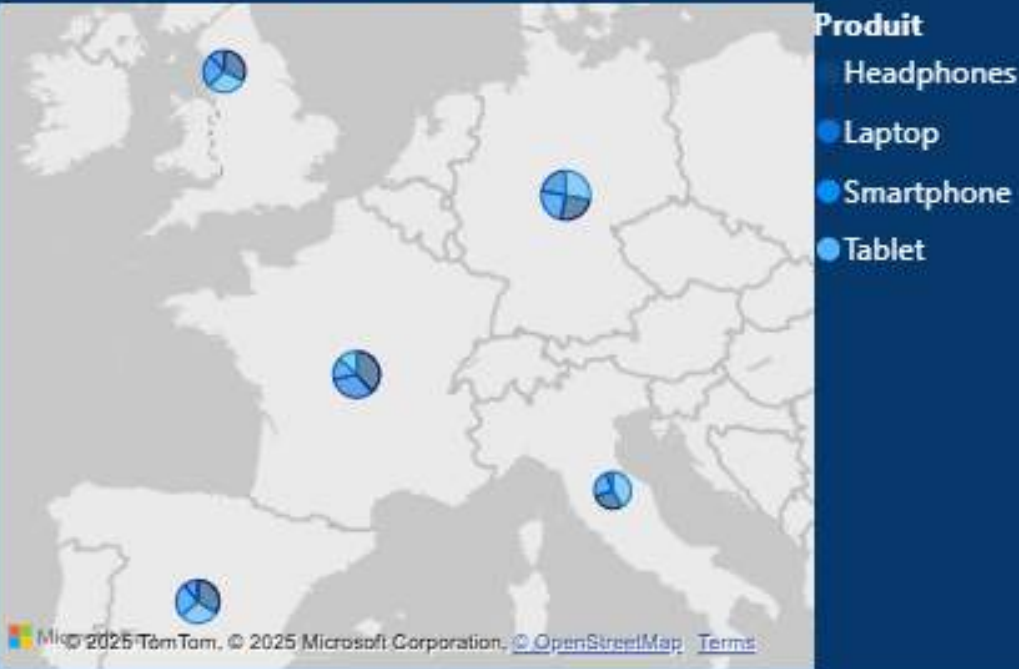 Produit
Headphones
Laptop
Smartphone
Tablet
© 2025 TomTom, © 2025 Microsoft Corporation, © OpenStreetMap Terms